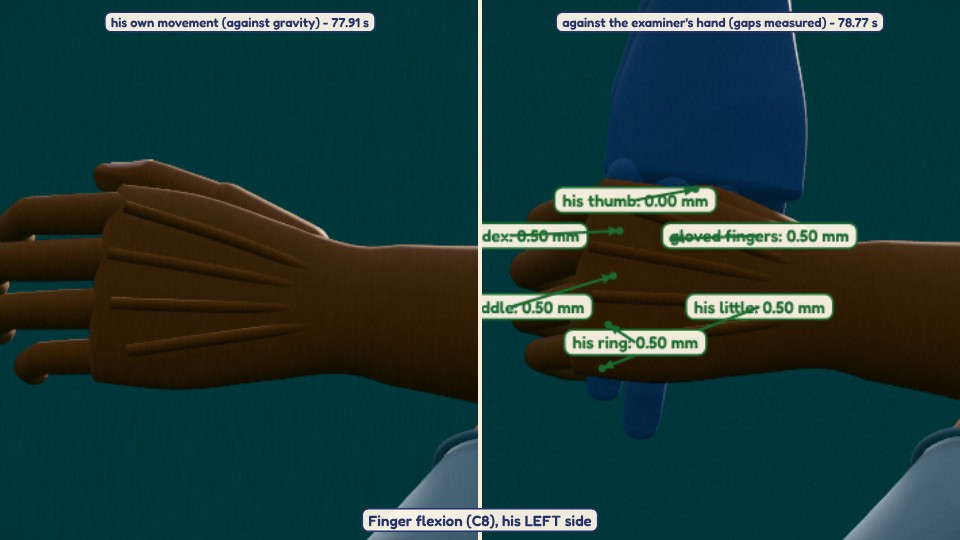 his own movement (against gravity) - 77.91 s
against the examiner's hand (gaps measured) - 78.77 s
his thumb: 0.00 mm
dex: 0.50 mm
gloved fingers: 0.50 mm
ddle: 0.50 mm
his little: 0.50 mm
his ring: 0.50 mm
Finger flexion (C8), his LEFT side